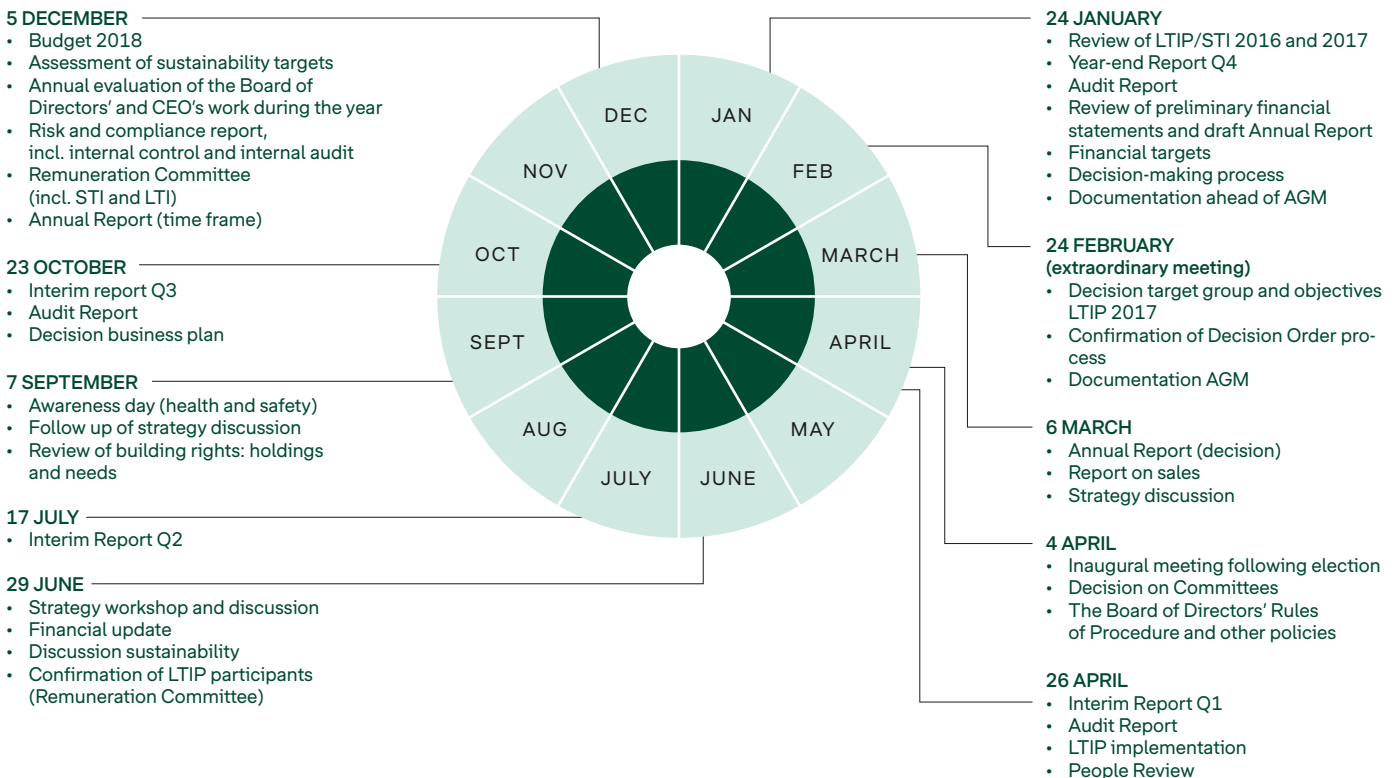 5 DECEMBER
• Budget 2018
• Assessment of sustainability targets
• Annual evaluation of the Board of
Directors’ and CEO’s work during the year
• Risk and compliance report,
incl. internal control and internal audit
• Remuneration Committee
(incl. STI and LTI)
• Annual Report (time frame)
23 OCTOBER
• Interim report Q3
• Audit Report
• Decision business plan
7 SEPTEMBER
• Awareness day (health and safety)
• Follow up of strategy discussion
• Review of building rights: holdings
and needs
17 JULY
• Interim Report Q2
29 JUNE
• Strategy workshop and discussion
• Financial update
• Discussion sustainability
• Confirmation of LTIP participants
(Remuneration Committee)
DEC
JAN
NOV
FEB
OCT
MARCH
SEPT
APRIL
AUG
MAY
JULY
JUNE
24 JANUARY
• Review of LTIP/STI 2016 and 2017
• Year-end Report Q4
• Audit Report
• Review of preliminary financial
statements and draft Annual Report
• Financial targets
• Decision-making process
• Documentation ahead of AGM
24 FEBRUARY
(extraordinary meeting)
• Decision target group and objectives
LTIP 2017
• Confirmation of Decision Order pro-
cess
• Documentation AGM
6 MARCH
• Annual Report (decision)
• Report on sales
• Strategy discussion
4 APRIL
• Inaugural meeting following election
• Decision on Committees
• The Board of Directors’ Rules
of Procedure and other policies
26 APRIL
• Interim Report Q1
• Audit Report
• LTIP implementation
• People Review